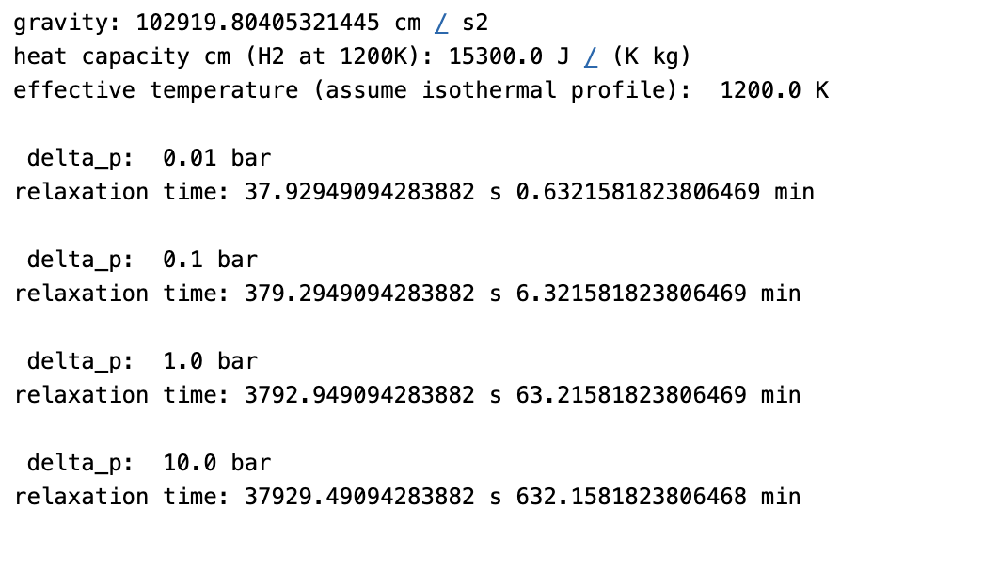 gravity: 102919.80405321445 cm / s2
heat capacity cm (H2 at 1200K): 15300.0 J / (K kg)
effective temperature (assume isothermal profile):  1200.0 K
 delta_p:  0.01 bar
relaxation time: 37.92949094283882 s 0.6321581823806469 min
 delta_p:  0.1 bar
relaxation time: 379.2949094283882 s 6.321581823806469 min
 delta_p:  1.0 bar
relaxation time: 3792.949094283882 s 63.21581823806469 min
 delta_p:  10.0 bar
relaxation time: 37929.49094283882 s 632.1581823806468 min